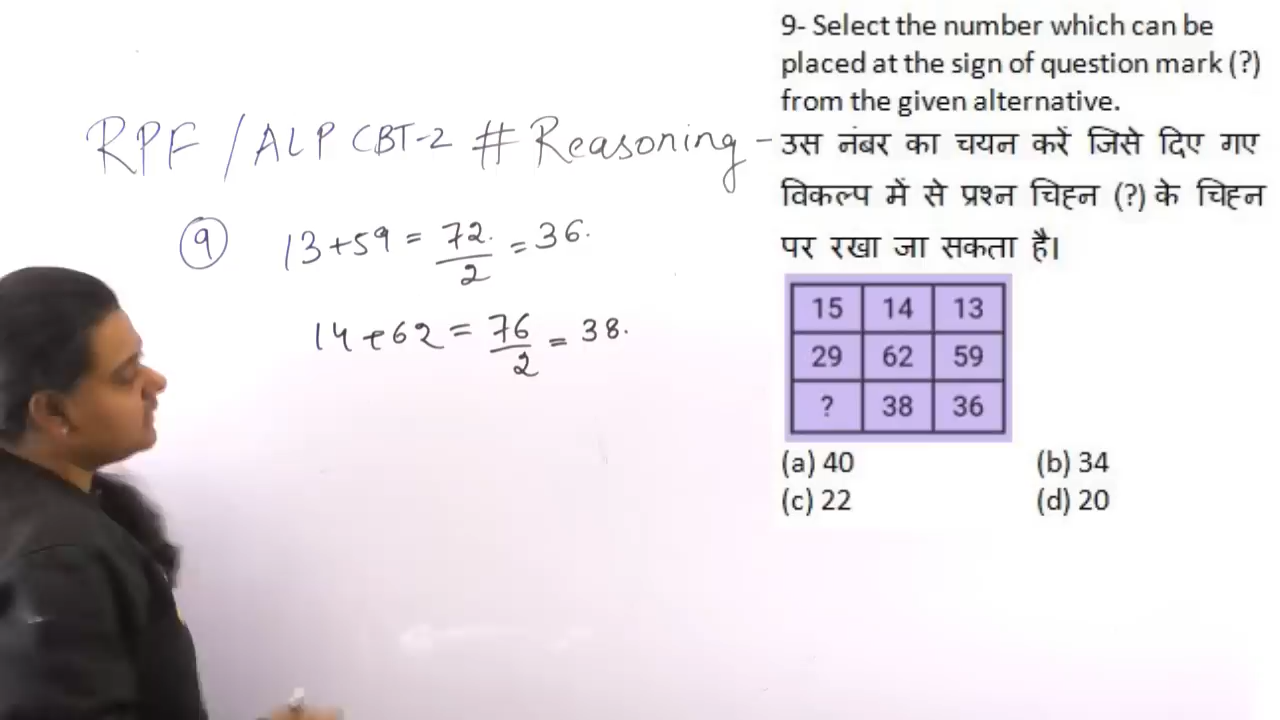 RPF / ALP CBT-2 # Reasoning -
9 13+59 = 72. = 36.
2
14+62 = 76 = 38.
2
9- Select the number which can be
placed at the sign of question mark (?)
from the given alternative.
उस नंबर का चयन करें जिसे दिए गए
विकल्प में से प्रश्न चिह्न (?) के चिह्न
पर रखा जा सकता है।
15 14 13
29 62 59
? 38 36
(a) 40 (b) 34
(c) 22 (d) 20